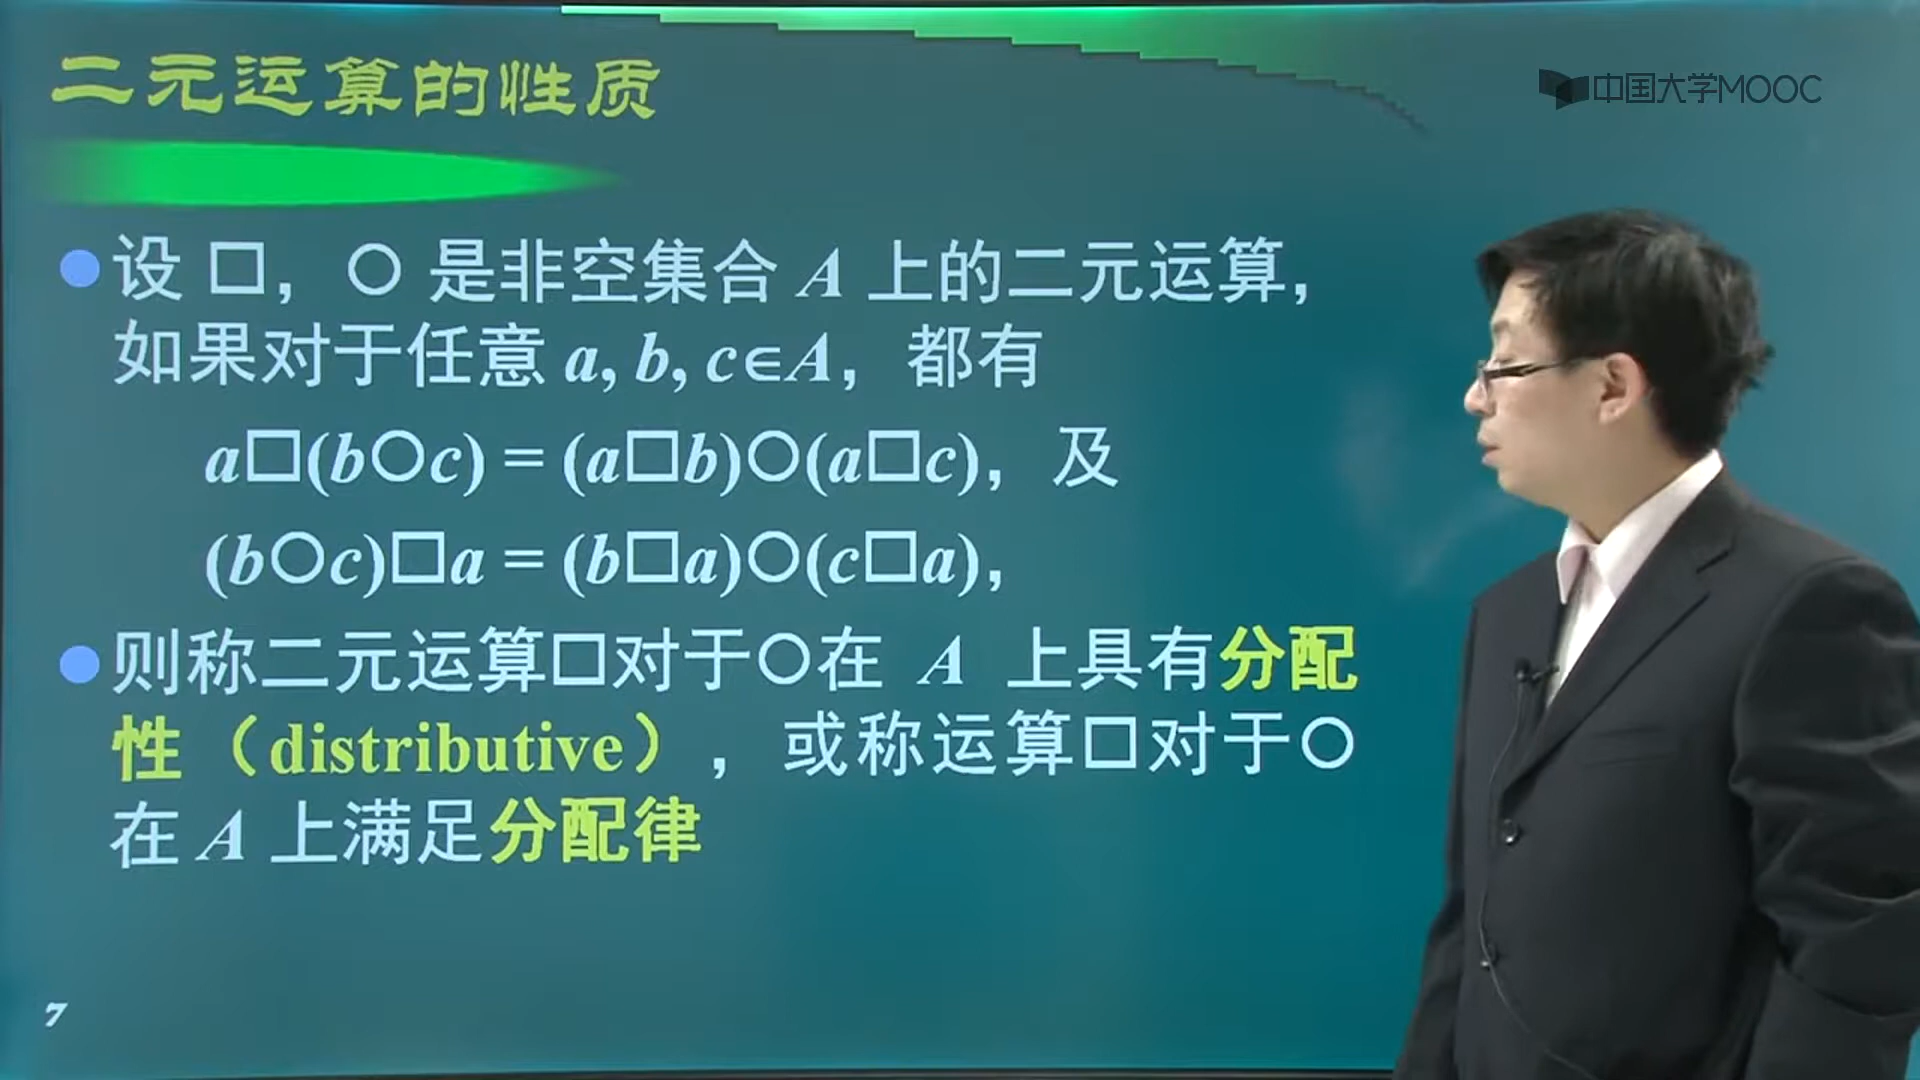 二元运算的性质
中国大学MOOC
设 □，○ 是非空集合 A 上的二元运算，
如果对于任意 a, b, c∈A，都有
a□(b○c) = (a□b)○(a□c)，及
(b○c)□a = (b□a)○(c□a),
则称二元运算□对于○在 A 上具有分配
性（distributive），或称运算□对于○
在 A 上满足分配律
7